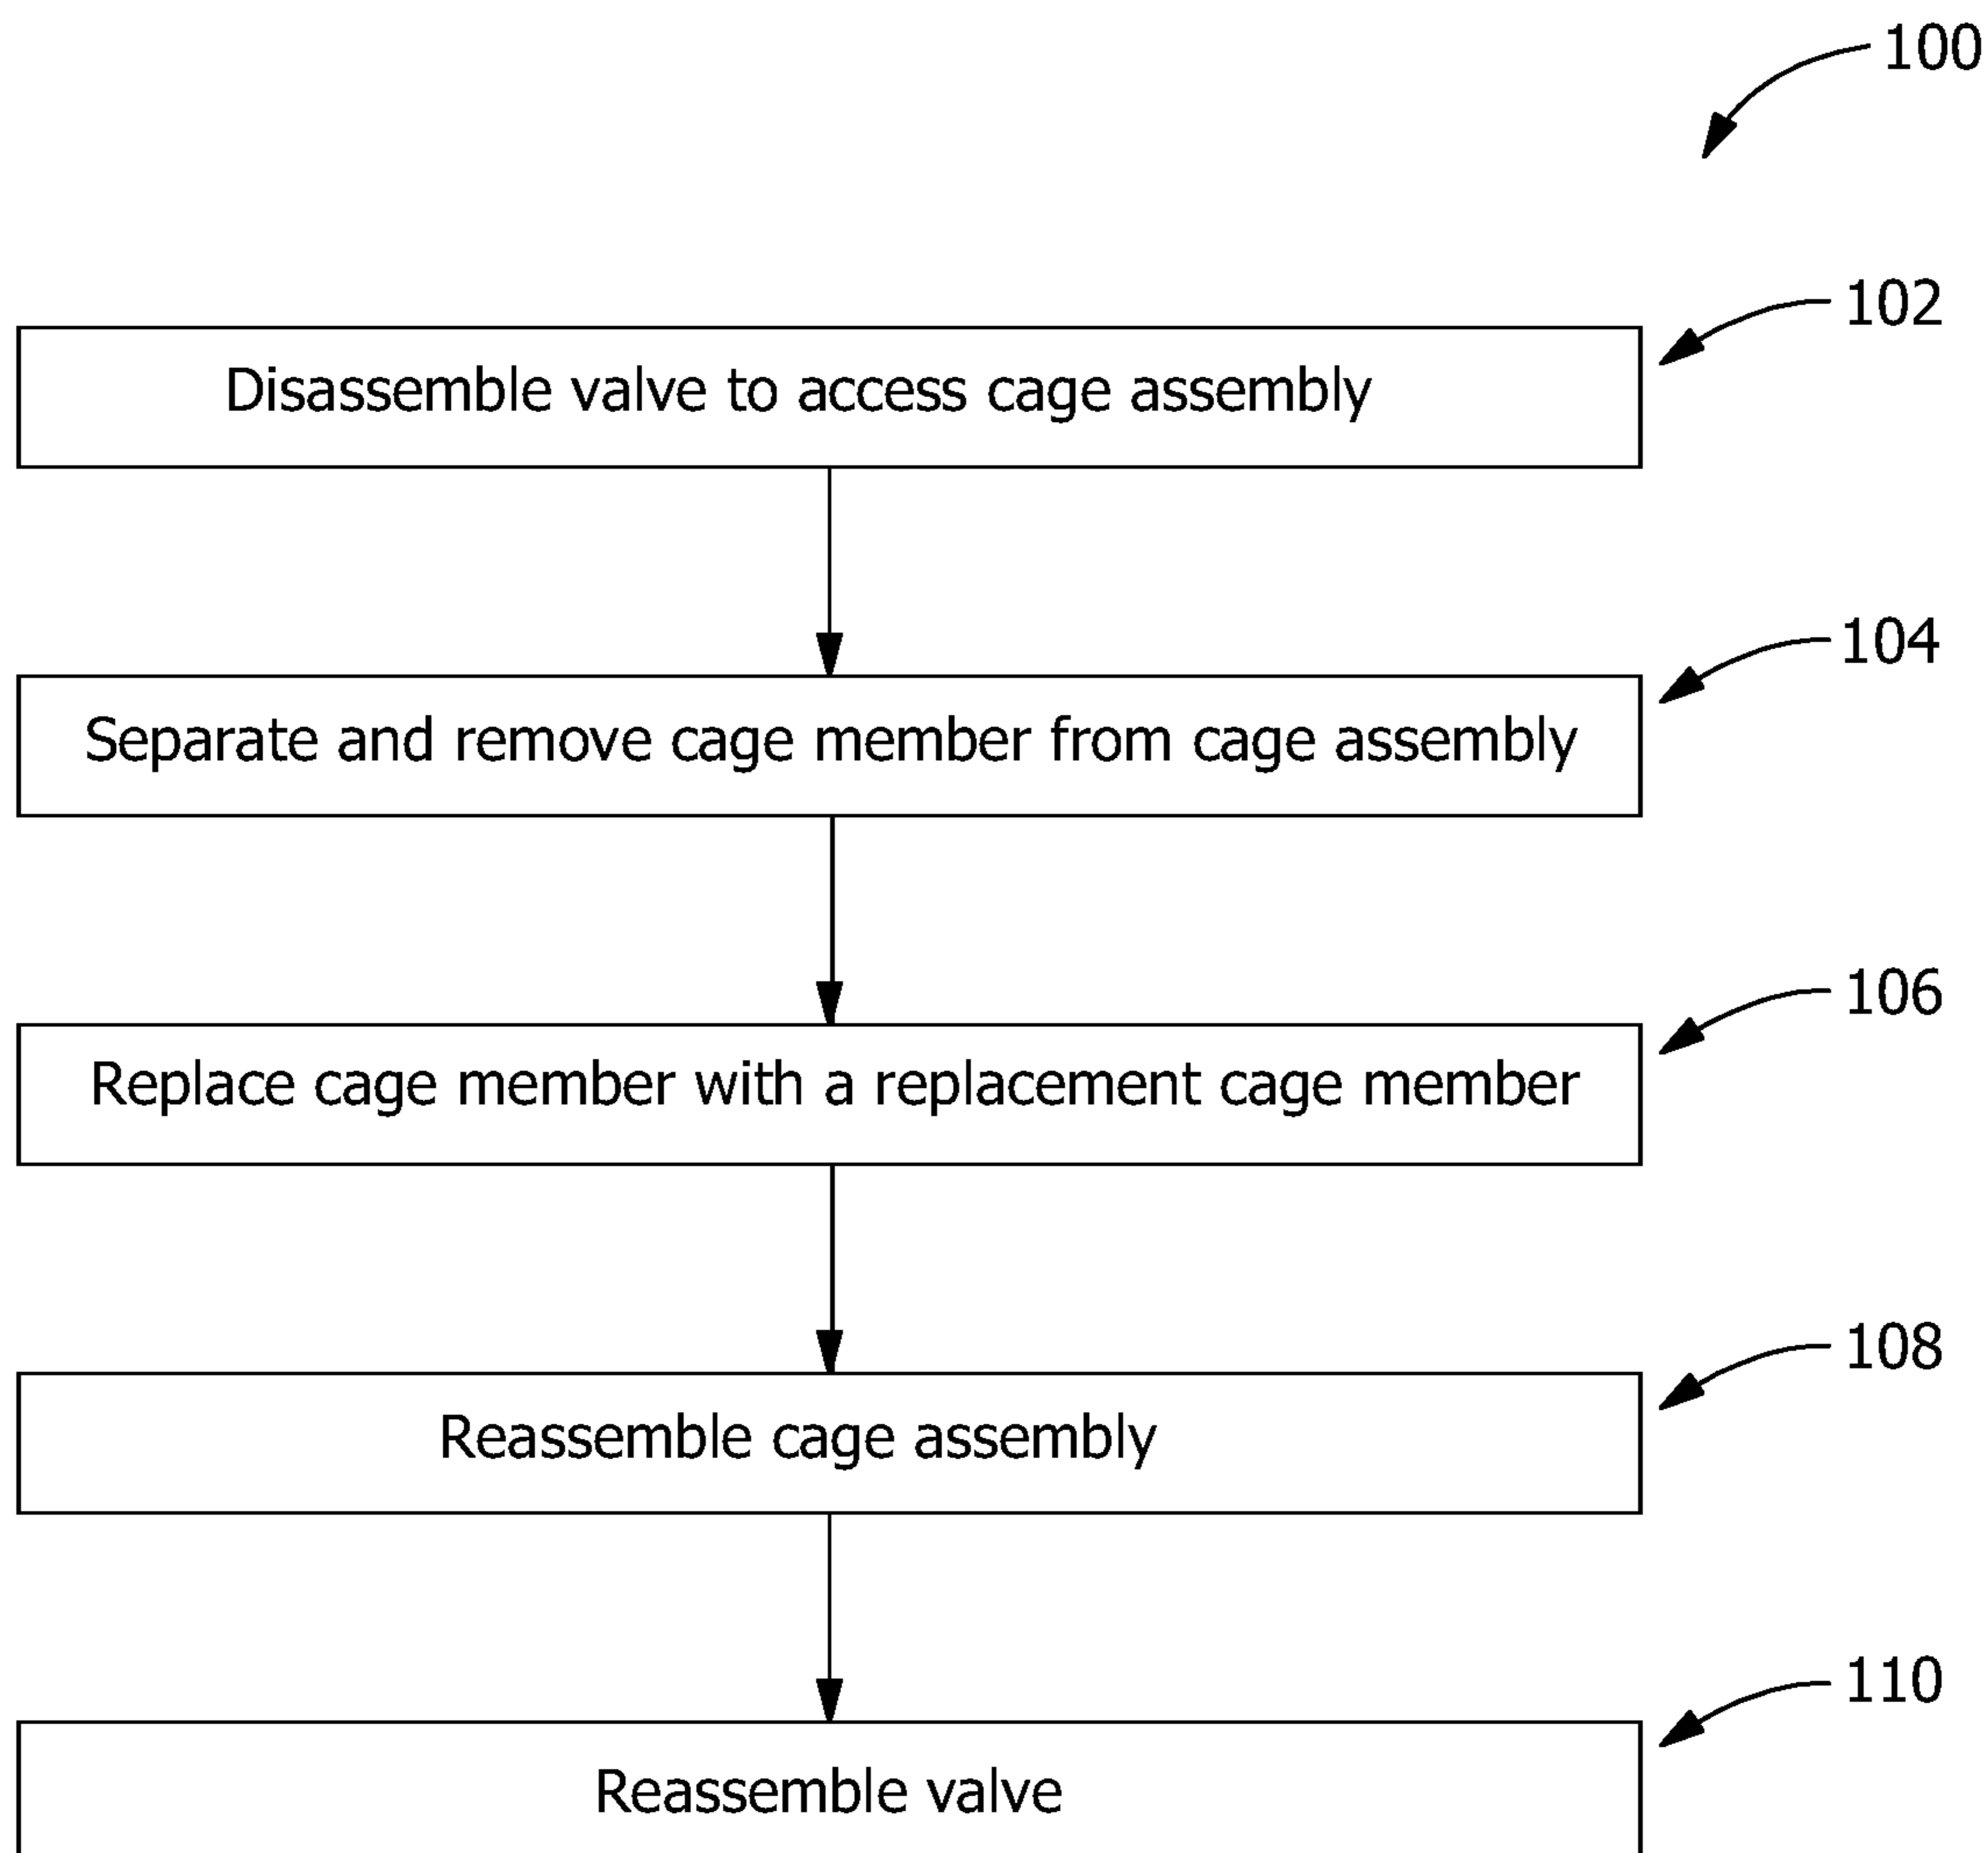 100
102
Disassemble valve to access cage assembly
104
Separate and remove cage member from cage assembly
106
Replace cage member with a replacement cage member
108
Reassemble cage assembly
110
Reassemble valve